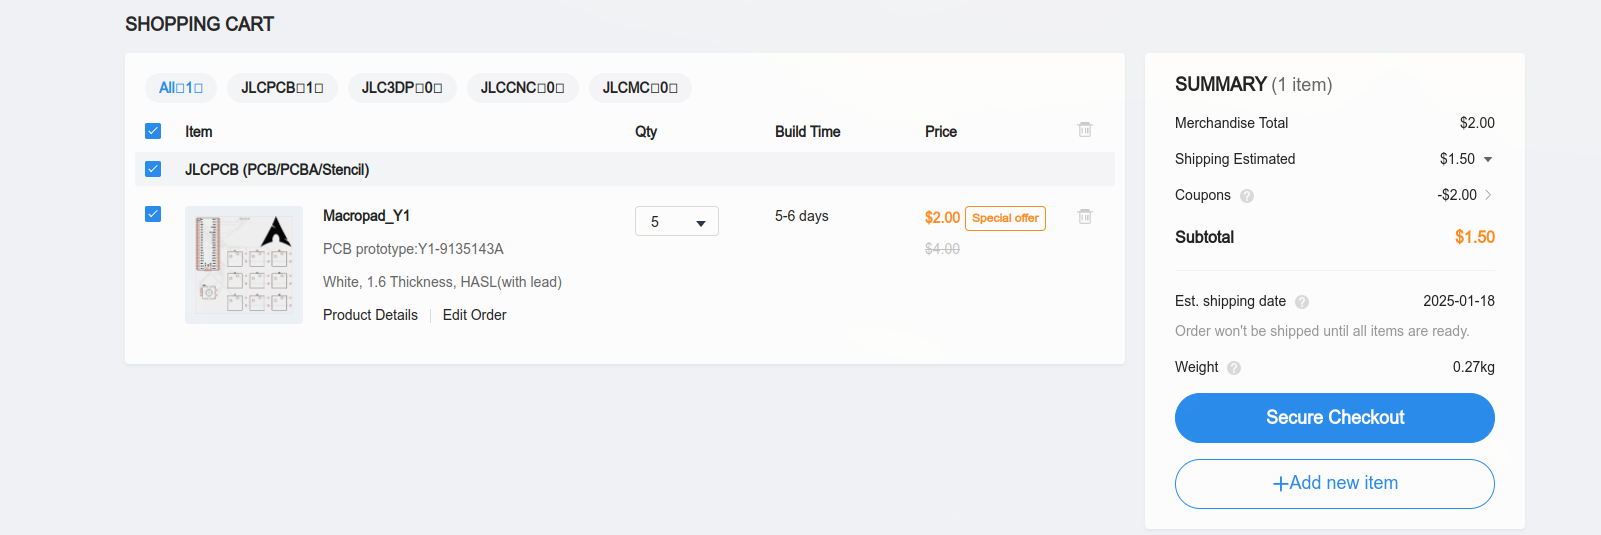 SHOPPING CART
All 1
JLCPCB 1
JLC3DP 0
JLCCNC 0
JLCMC 0
Item Qty Build Time Price
JLCPCB (PCB/PCBA/Stencil)
Macropad_Y1 5 5-6 days $2.00 Special offer
PCB prototype:Y1-9135143A $4.00
White, 1.6 Thickness, HASL(with lead)
Product Details Edit Order
SUMMARY (1 item)
Merchandise Total $2.00
Shipping Estimated $1.50
Coupons ? -$2.00
Subtotal $1.50
Est. shipping date ? 2025-01-18
Order won't be shipped until all items are ready.
Weight ? 0.27kg
Secure Checkout
+Add new item